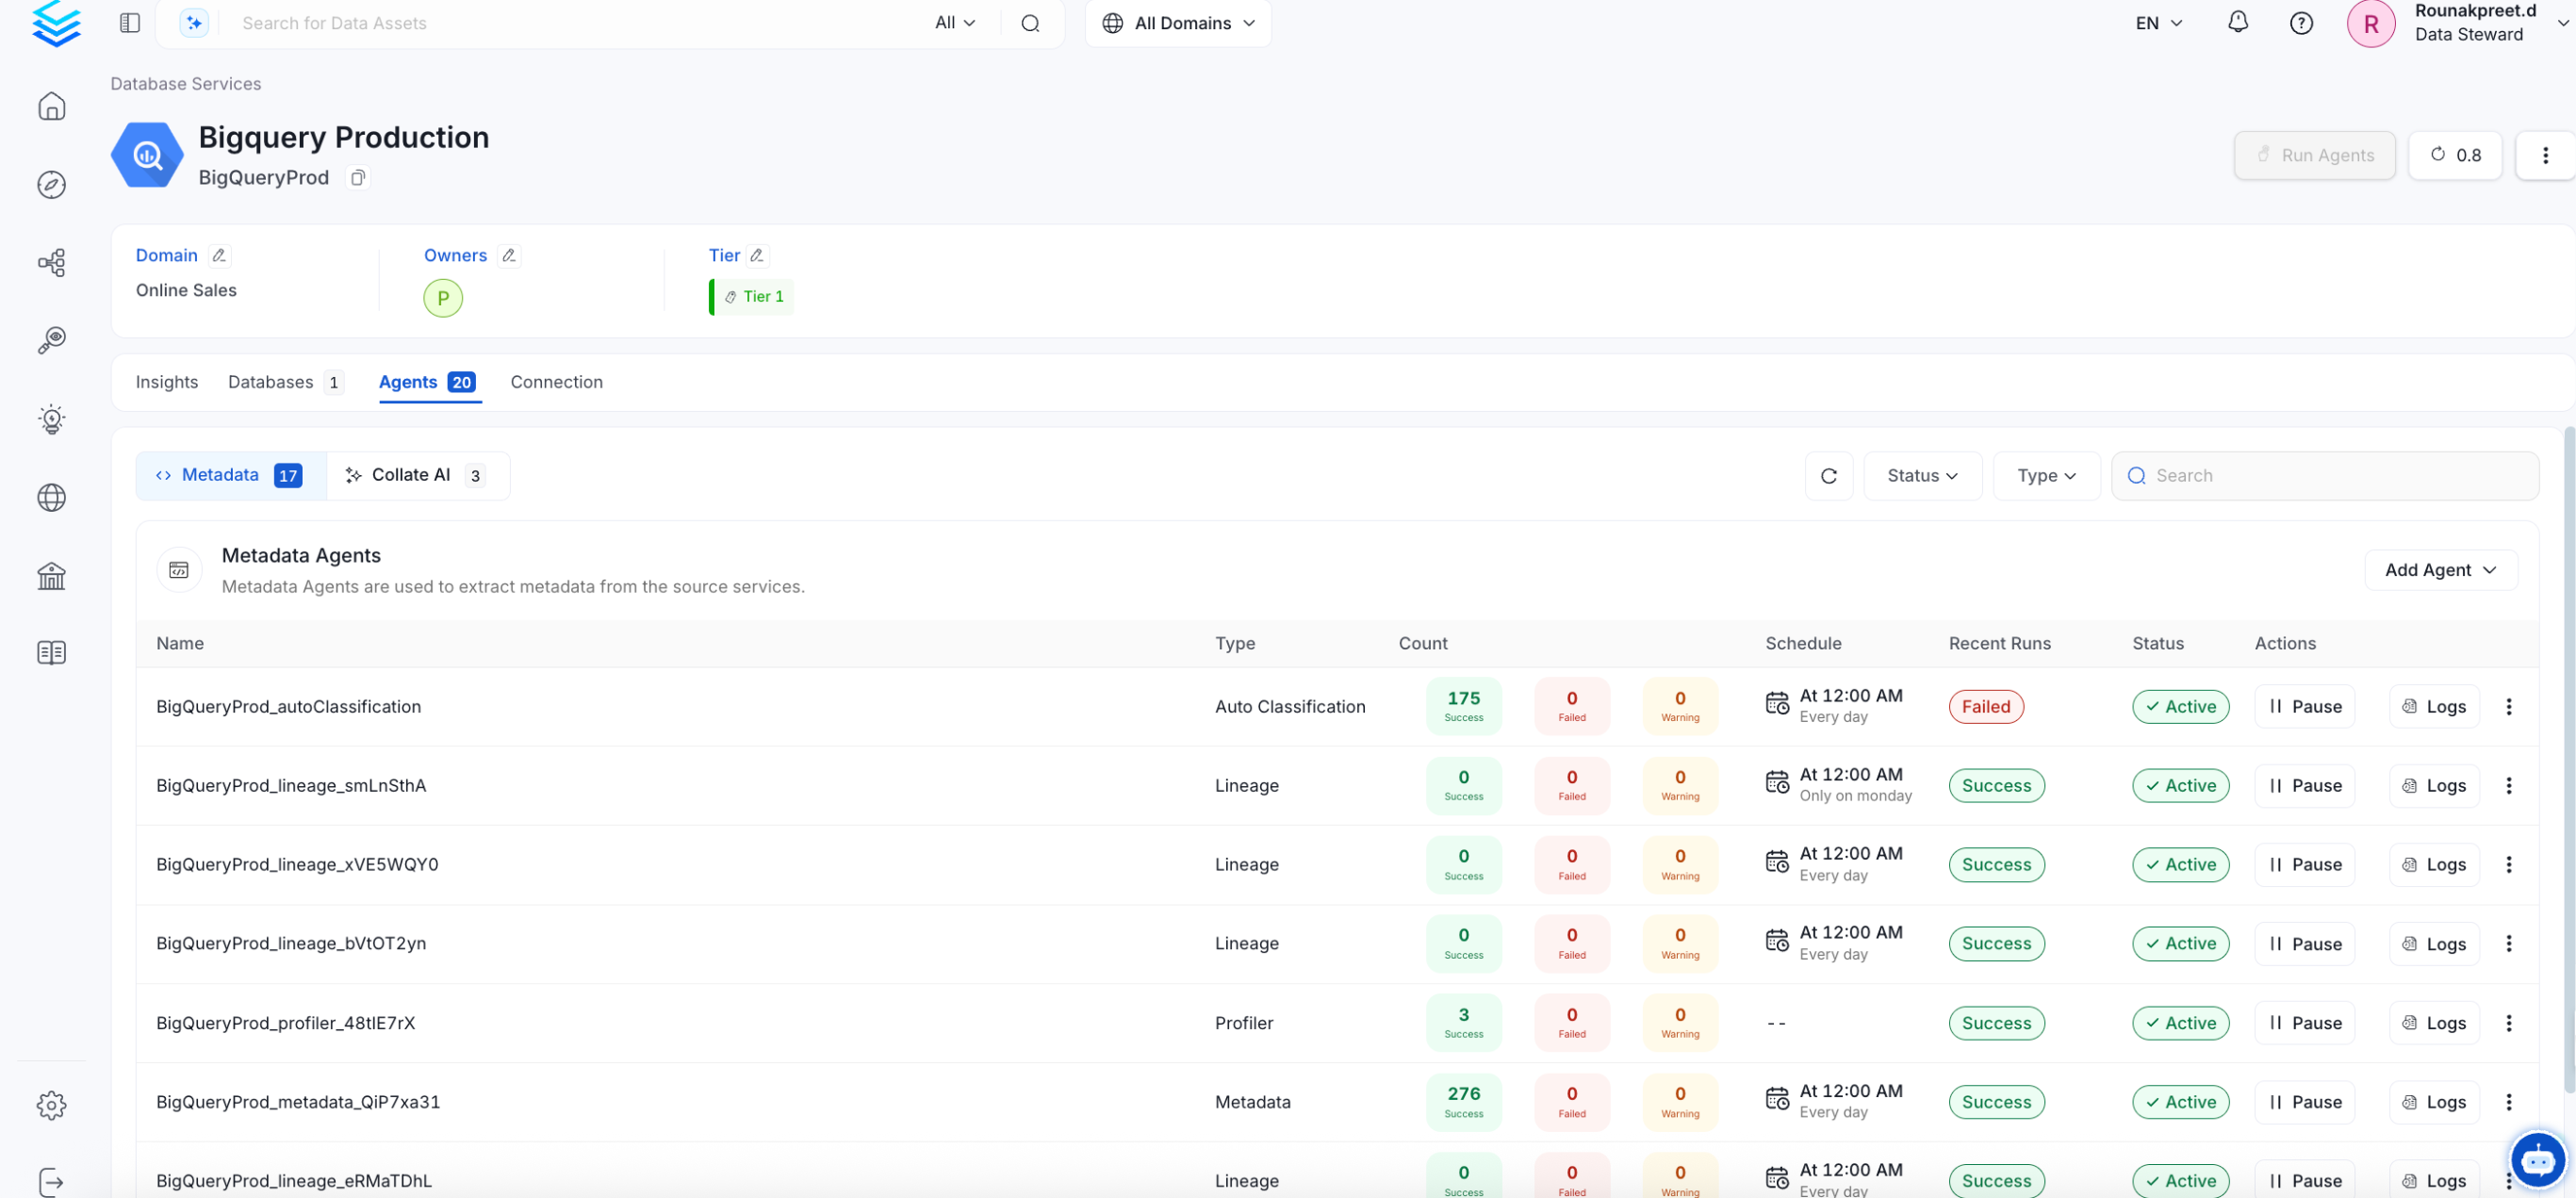 Search for Data Assets
All
All Domains
EN
R
Rounakpreet.d
Data Steward
Database Services
Bigquery Production
BigQueryProd
Run Agents
0.8
Domain
Owners
Tier
Online Sales
P
Tier 1
Insights
Databases 1
Agents 20
Connection
Metadata 17
Collate AI 3
Status
Type
Search
Metadata Agents
Metadata Agents are used to extract metadata from the source services.
Add Agent
Name Type Count Schedule Recent Runs Status Actions
BigQueryProd_autoClassification Auto Classification 175 Success 0 Failed 0 Warning At 12:00 AM Every day Failed Active Pause Logs
BigQueryProd_lineage_smLnSthA Lineage 0 Success 0 Failed 0 Warning At 12:00 AM Only on monday Success Active Pause Logs
BigQueryProd_lineage_xVE5WQY0 Lineage 0 Success 0 Failed 0 Warning At 12:00 AM Every day Success Active Pause Logs
BigQueryProd_lineage_bVtOT2yn Lineage 0 Success 0 Failed 0 Warning At 12:00 AM Every day Success Active Pause Logs
BigQueryProd_profiler_48tIE7rX Profiler 3 Success 0 Failed 0 Warning -- Success Active Pause Logs
BigQueryProd_metadata_QiP7xa31 Metadata 276 Success 0 Failed 0 Warning At 12:00 AM Every day Success Active Pause Logs
BigQueryProd_lineage_eRMaTDhL Lineage 0 Success 0 Failed 0 Warning At 12:00 AM Every day Success Active Pause Logs